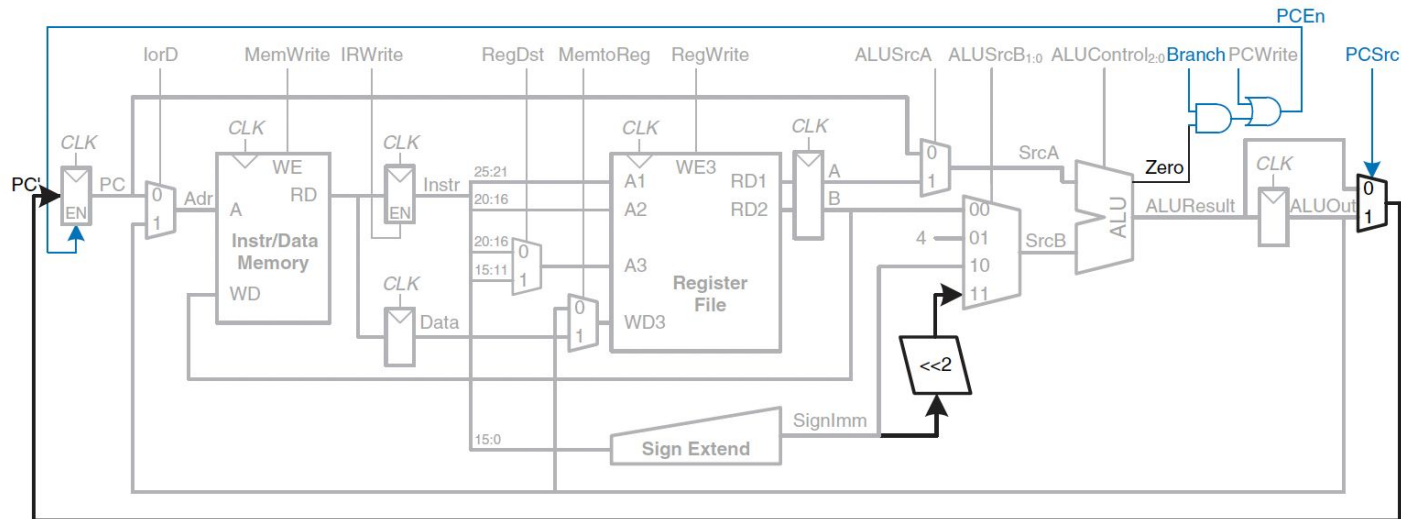 PCEn
IorD MemWrite IRWrite RegDst MemtoReg RegWrite ALUSrcA ALUSrcB1:0 ALUControl2:0 Branch PCWrite PCSrc
CLK CLK CLK CLK CLK CLK
PC' PC EN
0 1 Adr
WE RD A
Instr/Data
Memory
WD
EN Instr
CLK Data
25:21
20:16
20:16 0
15:11 1
0 1
WE3
A1 RD1 A
A2 RD2 B
A3
Register
File
WD3
0 1 SrcA
00
4 01 SrcB
10
11
Zero
ALU ALUResult ALUOut
0
1
<<2
15:0 Sign Extend SignImm